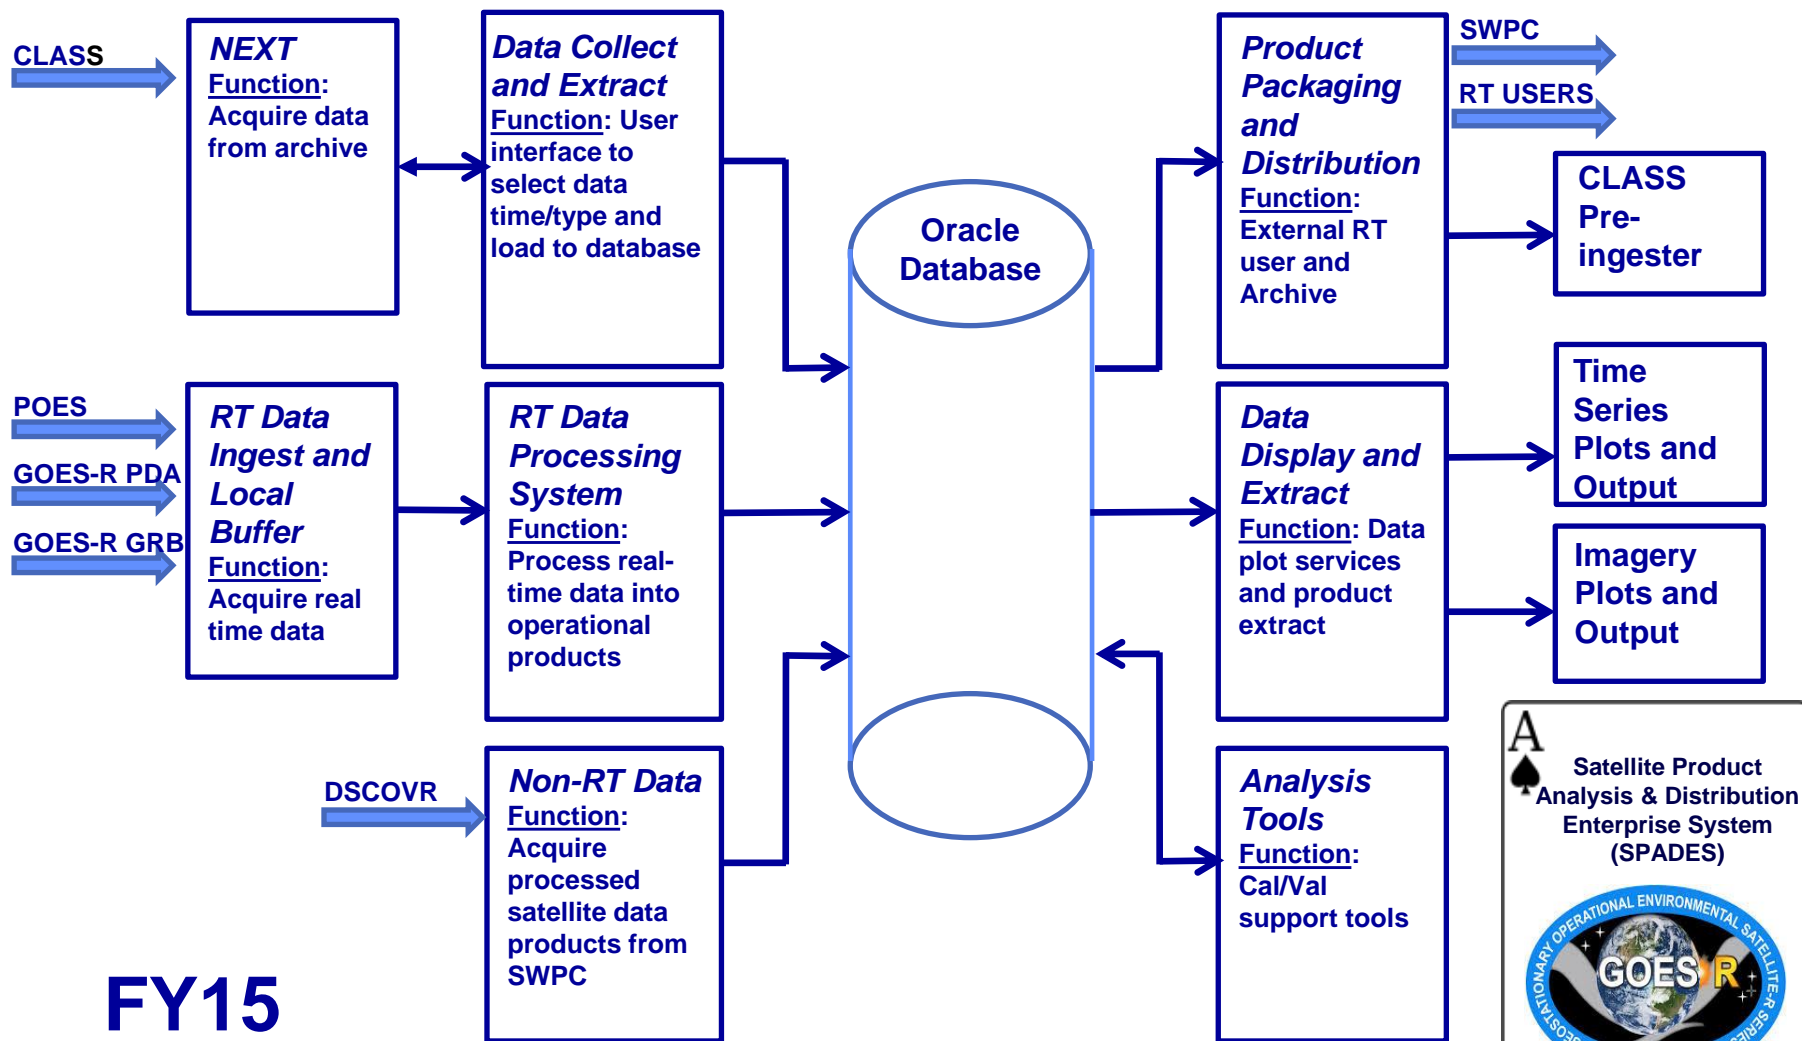 CLASS
NEXT
Function:
Acquire data
from archive
Data Collect
and Extract
Function: User
interface to
select data
time/type and
load to database
POES
GOES-R PDA
GOES-R GRB
RT Data
Ingest and
Local
Buffer
Function:
Acquire real
time data
RT Data
Processing
System
Function:
Process real-
time data into
operational
products
DSCOVR
Non-RT Data
Function:
Acquire
processed
satellite data
products from
SWPC
FY15
Oracle
Database
Product
Packaging
and
Distribution
Function:
External RT
user and
Archive
SWPC
RT USERS
CLASS
Pre-
ingester
Data
Display and
Extract
Function: Data
plot services
and product
extract
Time
Series
Plots and
Output
Imagery
Plots and
Output
Analysis
Tools
Function:
Cal/Val
support tools
A
Satellite Product
Analysis & Distribution
Enterprise System
(SPADES)
GEOSTATIONARY OPERATIONAL ENVIRONMENTAL SATELLITE-R SERIES
GOES R